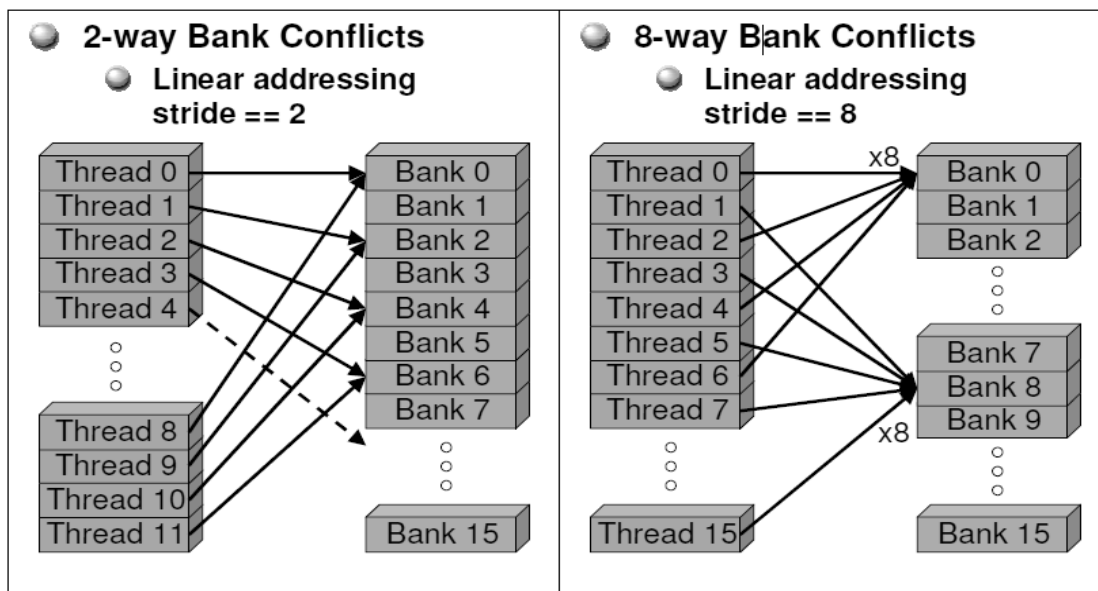 2-way Bank Conflicts
Linear addressing
stride == 2
Thread 0
Thread 1
Thread 2
Thread 3
Thread 4
Thread 8
Thread 9
Thread 10
Thread 11
Bank 0
Bank 1
Bank 2
Bank 3
Bank 4
Bank 5
Bank 6
Bank 7
Bank 15
8-way Bank Conflicts
Linear addressing
stride == 8
Thread 0
Thread 1
Thread 2
Thread 3
Thread 4
Thread 5
Thread 6
Thread 7
Thread 15
x8
x8
Bank 0
Bank 1
Bank 2
Bank 7
Bank 8
Bank 9
Bank 15